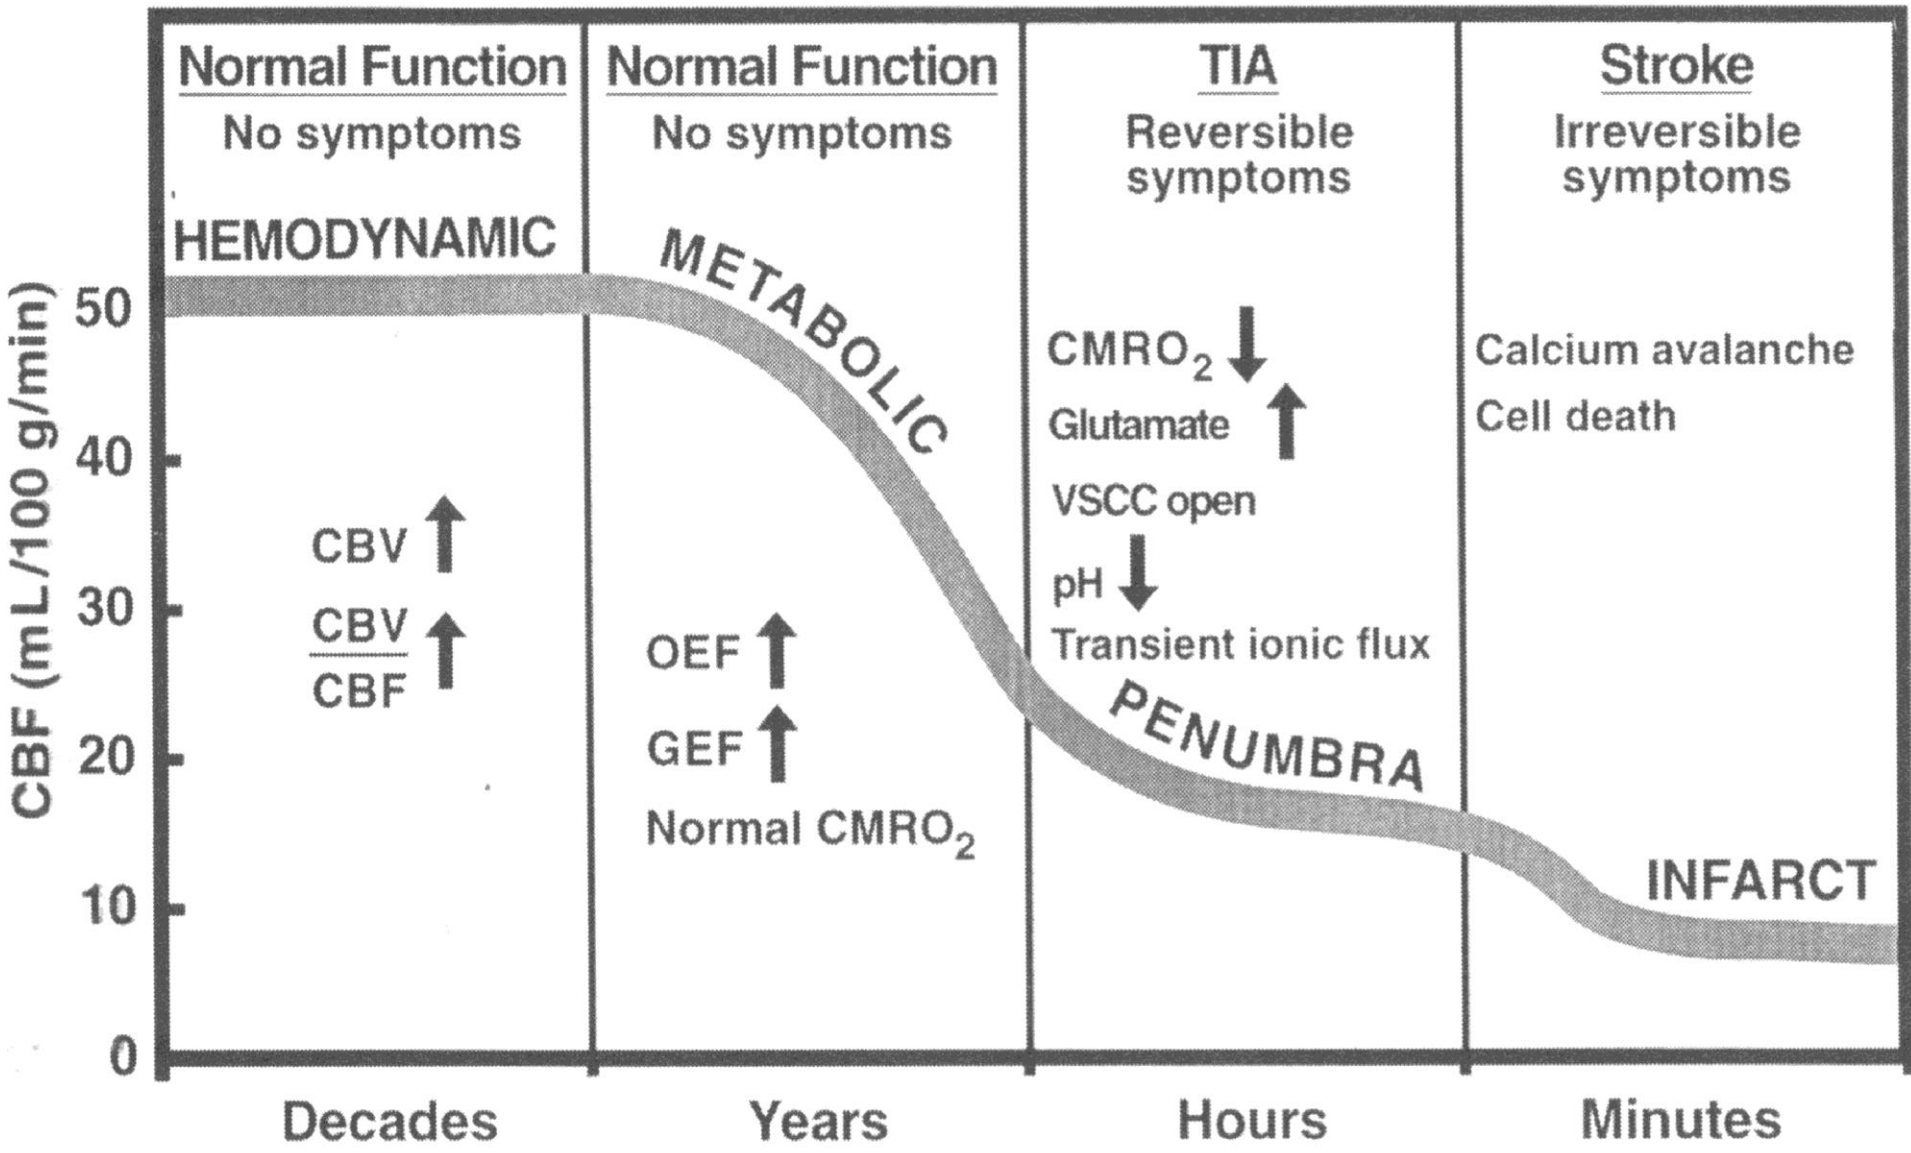 Normal Function
No symptoms
Normal Function
No symptoms
TIA
Reversible
symptoms
Stroke
Irreversible
symptoms
HEMODYNAMIC
METABOLIC
PENUMBRA
INFARCT
CBF (mL/100 g/min)
50
40
30
20
10
0
CBV ↑
CBV ↑
CBF
OEF ↑
GEF ↑
Normal CMRO₂
CMRO₂ ↓
Glutamate ↑
VSCC open
pH ↓
Transient ionic flux
Calcium avalanche
Cell death
Decades
Years
Hours
Minutes